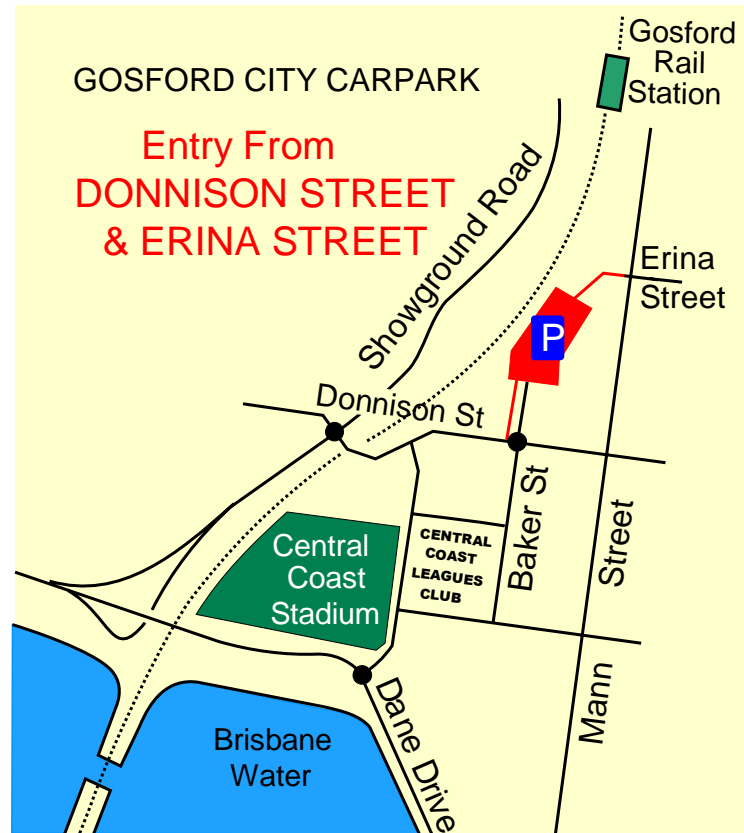 Gosford
Rail
Station
GOSFORD CITY CARPARK
Entry From
DONNISON STREET
& ERINA STREET
Showground Road
Erina
Street
P
Donnison St
Baker St
Street
Mann
CENTRAL
COAST
LEAGUES
CLUB
Central
Coast
Stadium
Dane Drive
Brisbane
Water